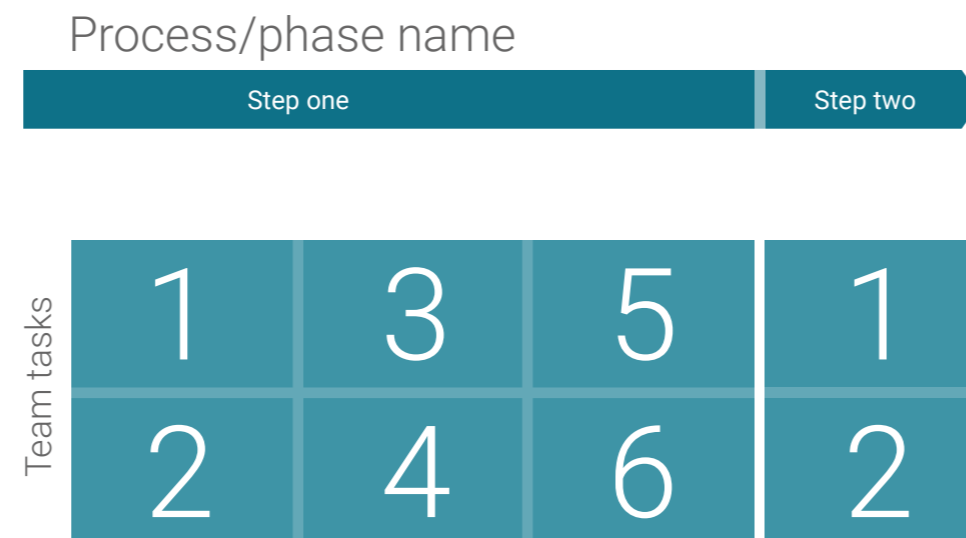 Process/phase name
Step one Step two
Team tasks
1 3 5 1
2 4 6 2